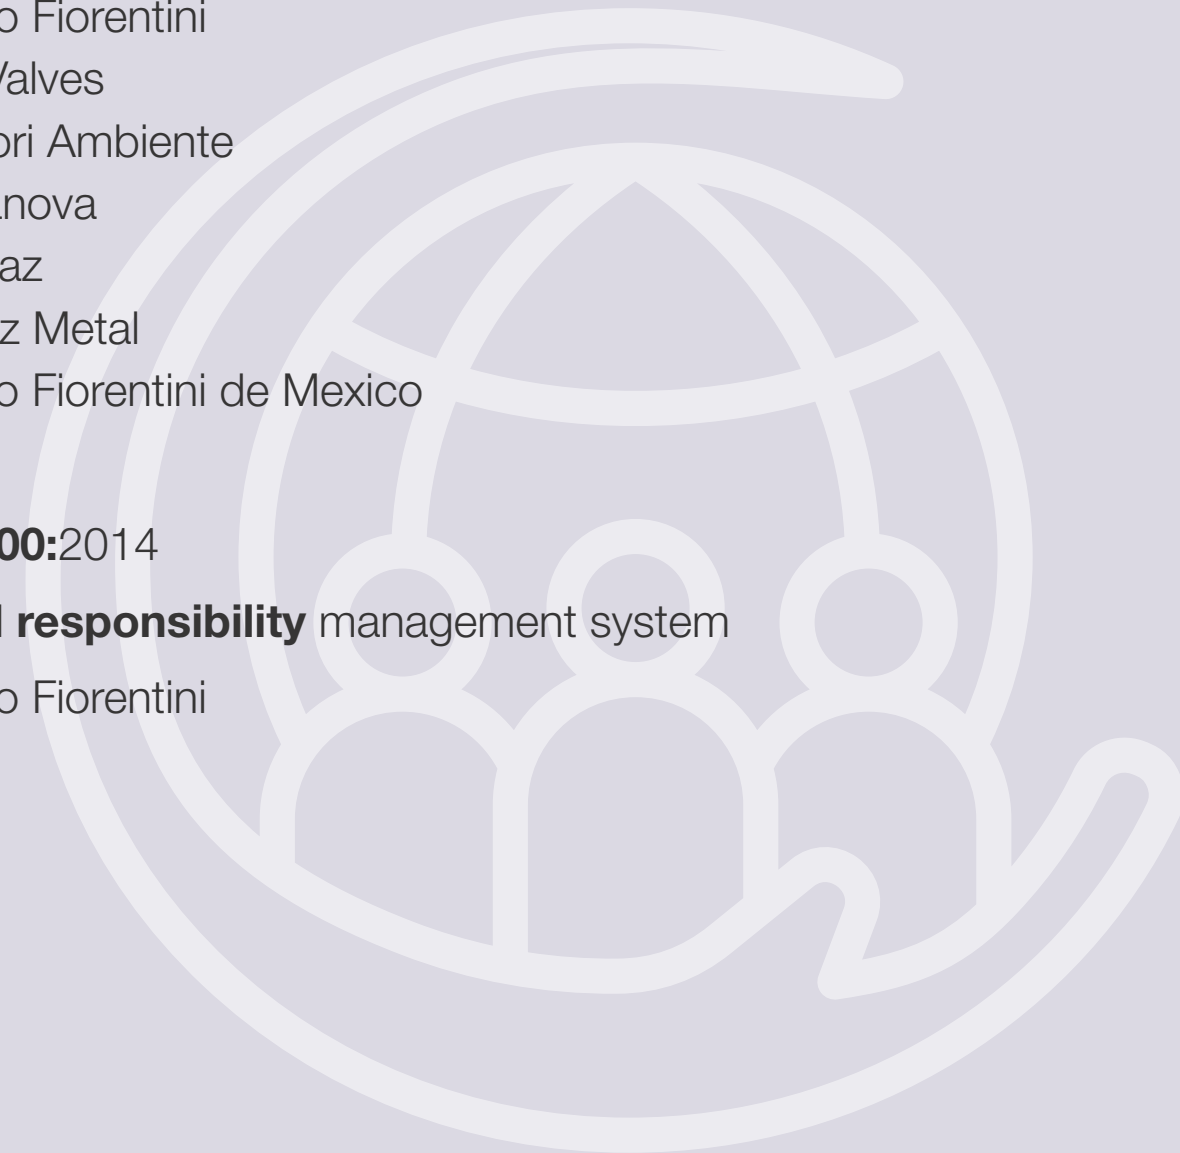 o Fiorentini
Valves
ori Ambiente
nova
az
z Metal
o Fiorentini de Mexico
00:2014
l responsibility management system
o Fiorentini